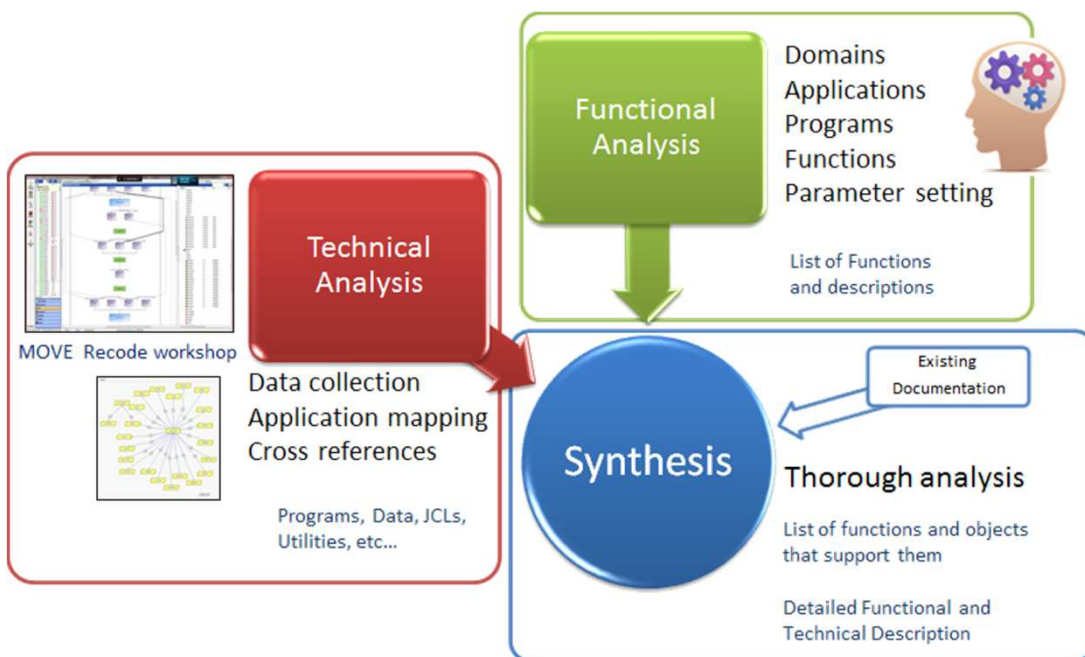 Functional
Analysis
Domains
Applications
Programs
Functions
Parameter setting
List of Functions
and descriptions
Technical
Analysis
MOVE Recode workshop
Data collection
Application mapping
Cross references
Programs, Data, JCLs,
Utilities, etc...
Synthesis
Existing
Documentation
Thorough analysis
List of functions and objects
that support them
Detailed Functional and
Technical Description